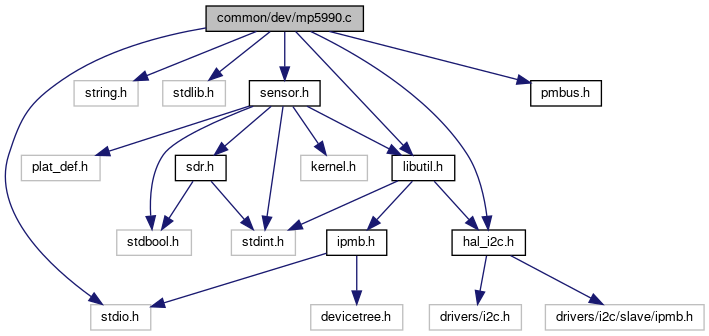 common/dev/mp5990.c
string.h
stdlib.h
sensor.h
pmbus.h
plat_def.h
sdr.h
kernel.h
libutil.h
stdbool.h
stdint.h
ipmb.h
hal_i2c.h
stdio.h
devicetree.h
drivers/i2c.h
drivers/i2c/slave/ipmb.h